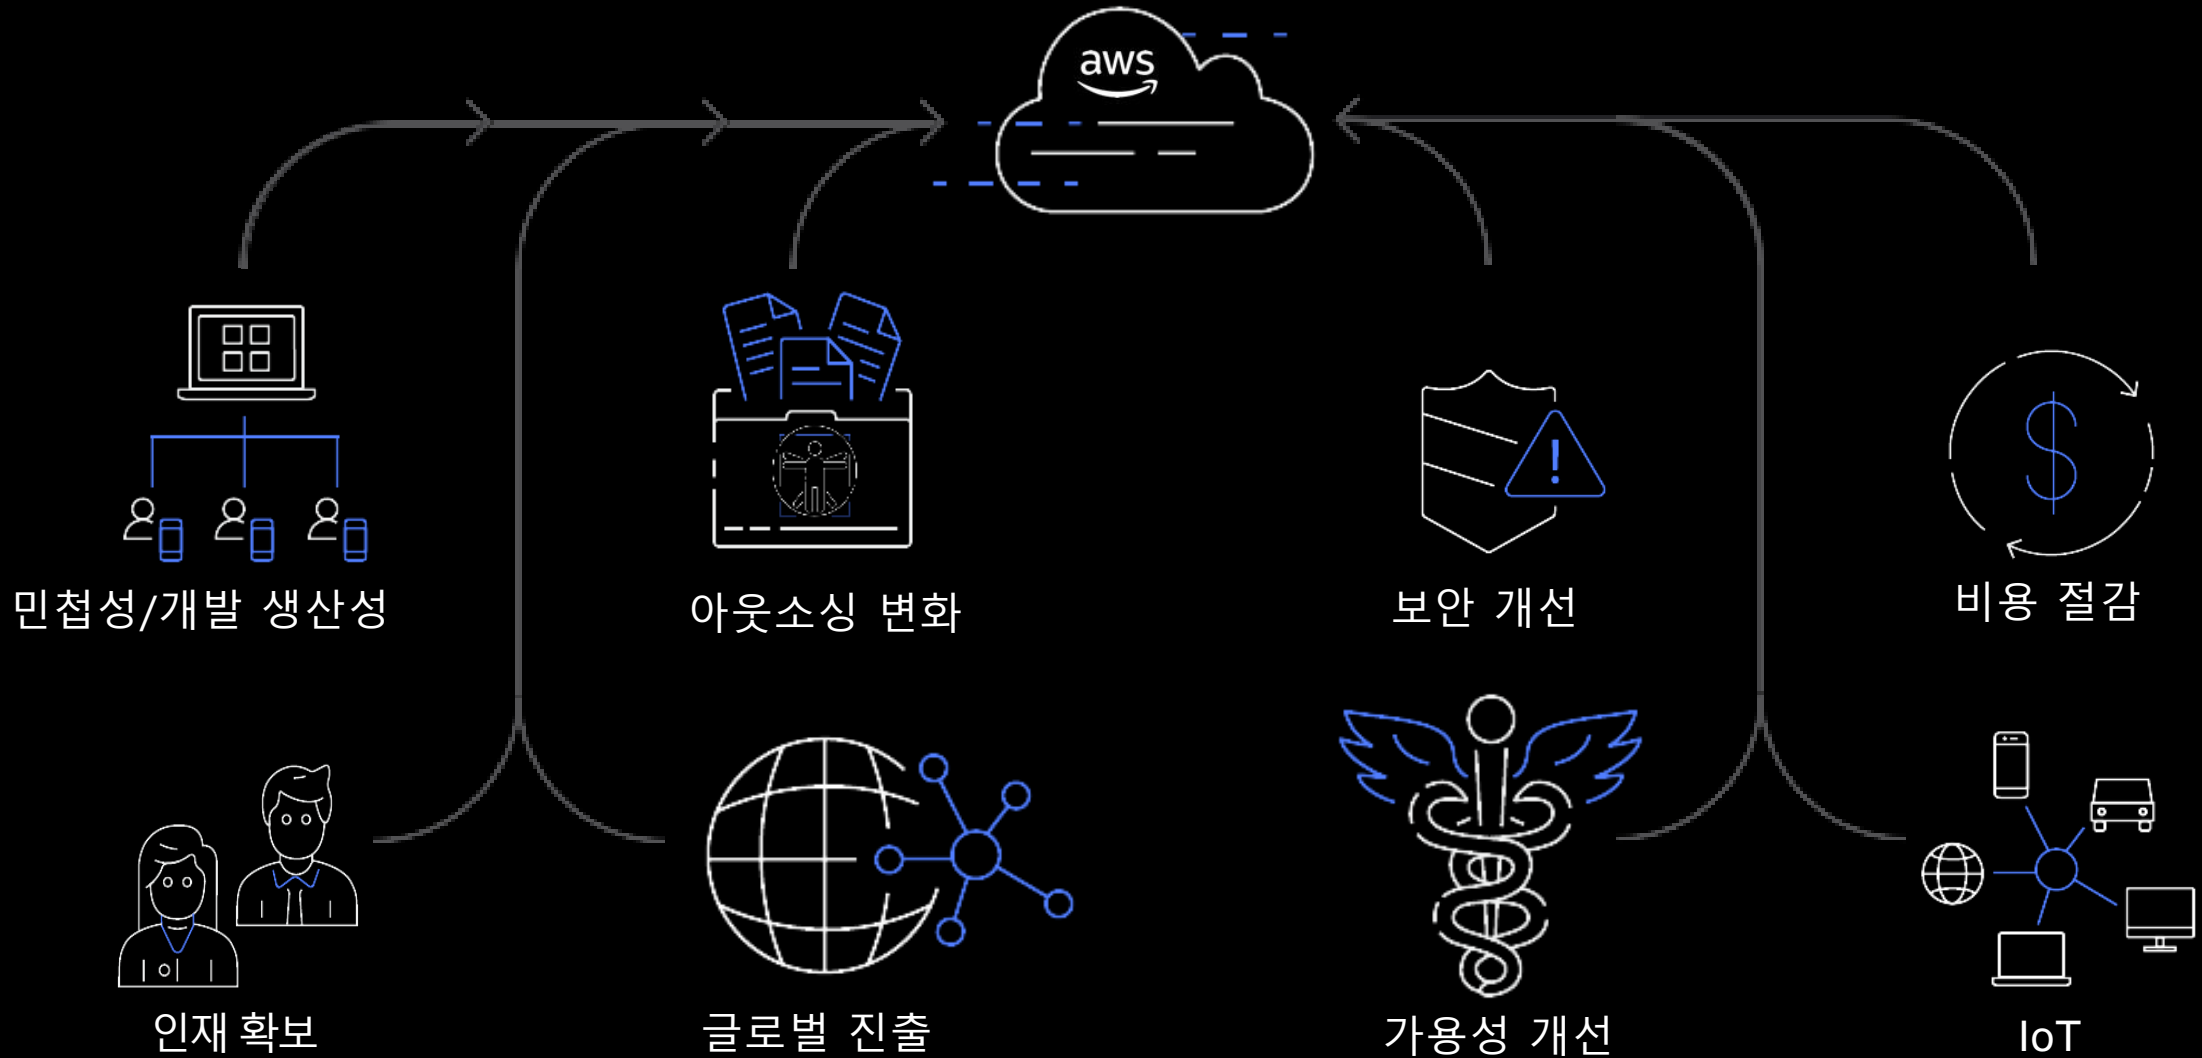 aws
민첩성/개발 생산성
아웃소싱 변화
보안 개선
비용 절감
인재 확보
글로벌 진출
가용성 개선
IoT